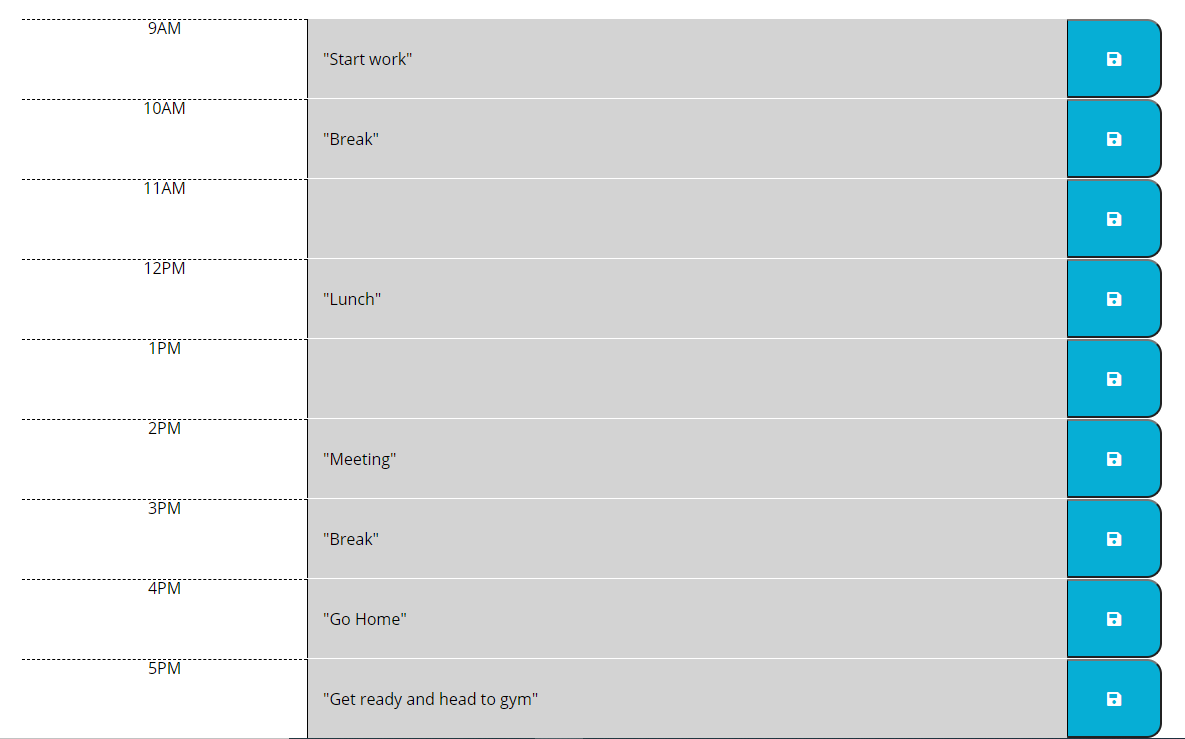 9AM
"Start work"
10AM
"Break"
11AM
12PM
"Lunch"
1PM
2PM
"Meeting"
3PM
"Break"
4PM
"Go Home"
5PM
"Get ready and head to gym"